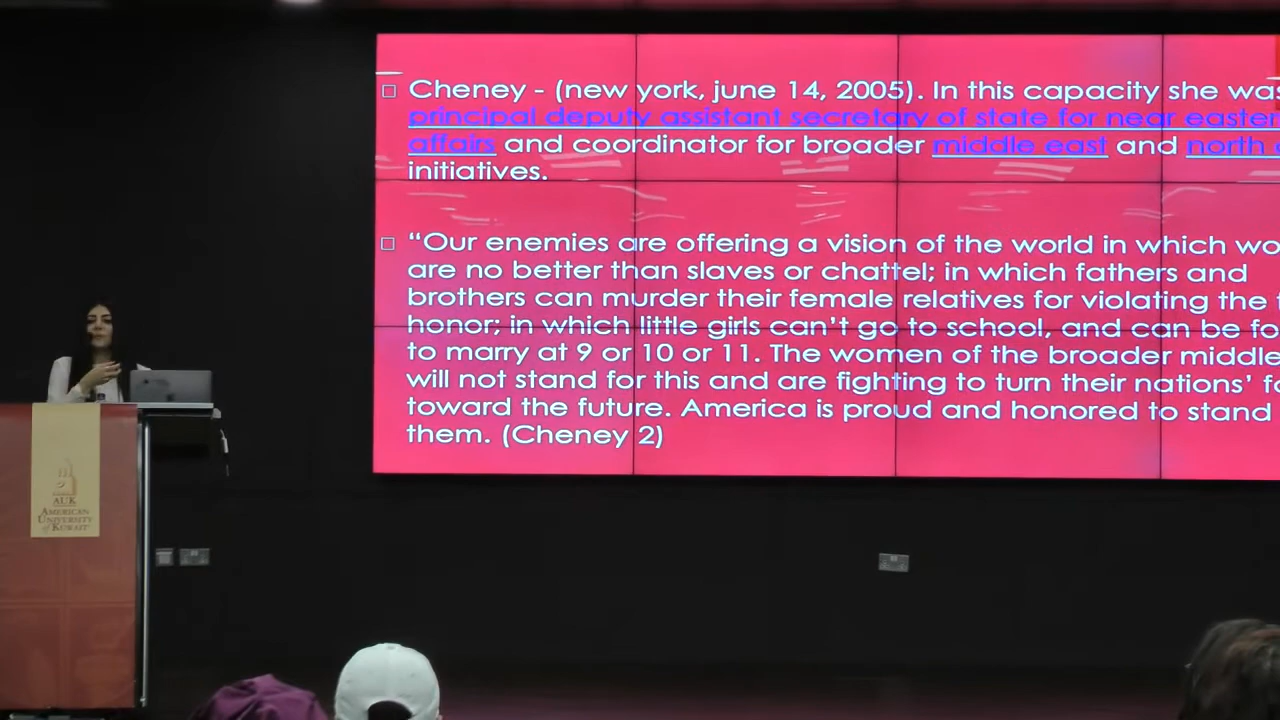 Cheney - (new york, june 14, 2005). In this capacity she was
principal deputy assistant secretary of state for near easter
affairs and coordinator for broader middle east and north
initiatives.
“Our enemies are offering a vision of the world in which
are no better than slaves or chattel; in which fathers and
brothers can murder their female relatives for violating the
honor; in which little girls can’t go to school, and can be
to marry at 9 or 10 or 11. The women of the broader middle
will not stand for this and are fighting to turn their nations’
toward the future. America is proud and honored to stand
them. (Cheney 2)
AUK
AMERICAN
UNIVERSITY
of KUWAIT